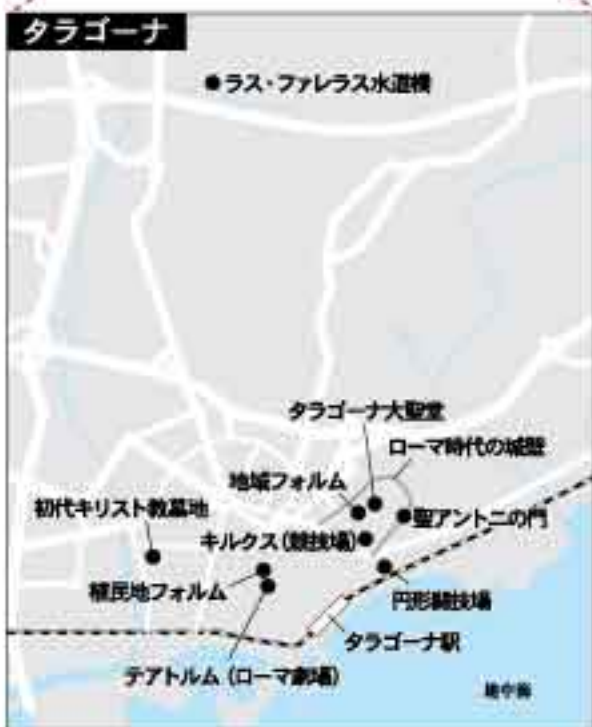 タラゴーナ
ラス・ファレラス水道橋
タラゴーナ大聖堂
ローマ時代の城壁
地域フォルム
初代キリスト教墓地
聖アントニの門
キルクス(競技場)
植民地フォルム
円形闘技場
タラゴーナ駅
テアトルム(ローマ劇場)
地中海